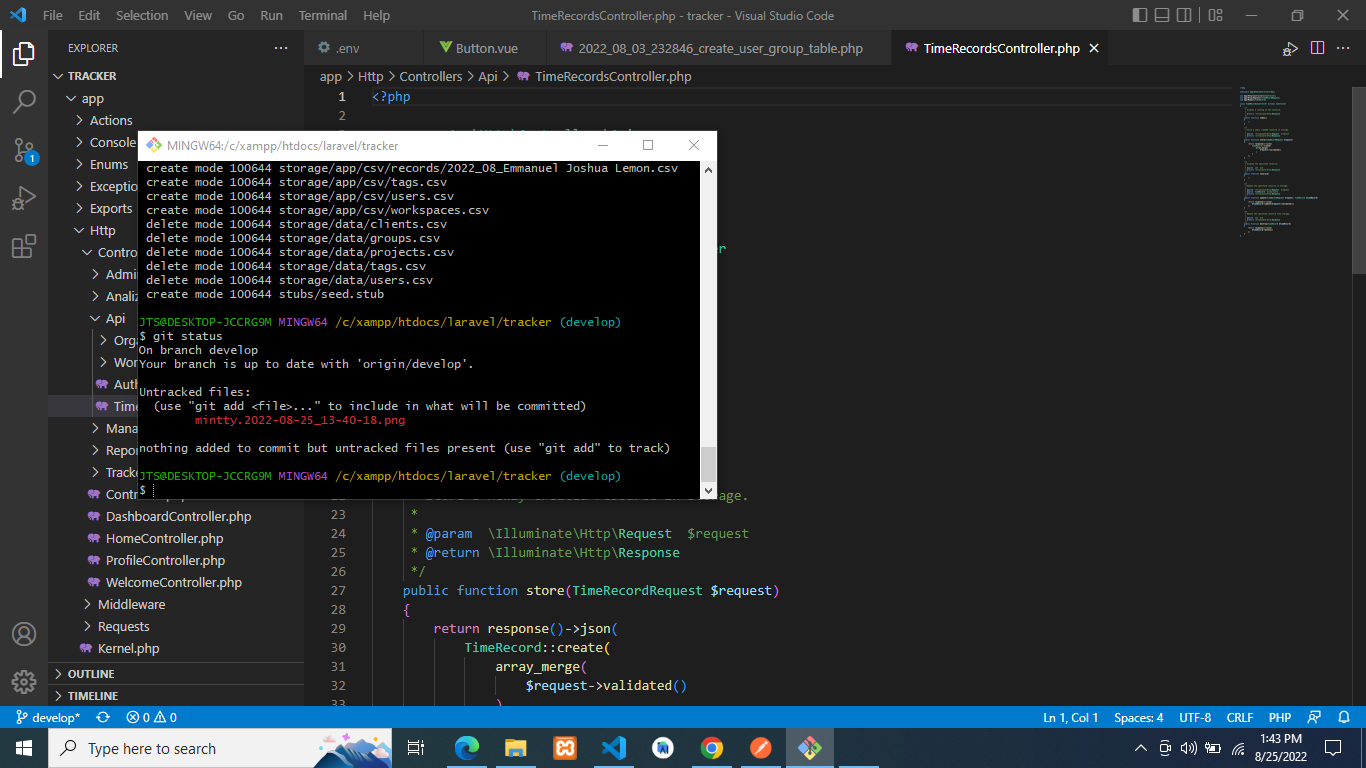 File Edit Selection View Go Run Terminal Help
TimeRecordsController.php - tracker - Visual Studio Code
EXPLORER
.env
Button.vue
2022_08_03_232846_create_user_group_table.php
TimeRecordsController.php
TRACKER
app > Http > Controllers > Api > TimeRecordsController.php
app
Actions
Console
Enums
Exceptio
Exports
Http
Contro
Admi
Analiz
Api
Org
Wor
Auth
Time
Mana
Repor
Track
Contr
DashboardController.php
HomeController.php
ProfileController.php
WelcomeController.php
Middleware
Requests
Kernel.php
OUTLINE
TIMELINE
1 <?php
2
MINGW64:/c/xampp/htdocs/laravel/tracker
create mode 100644 storage/app/csv/records/2022_08_Emmanuel Joshua Lemon.csv
create mode 100644 storage/app/csv/tags.csv
create mode 100644 storage/app/csv/users.csv
create mode 100644 storage/app/csv/workspaces.csv
delete mode 100644 storage/data/clients.csv
delete mode 100644 storage/data/groups.csv
delete mode 100644 storage/data/projects.csv
delete mode 100644 storage/data/tags.csv
delete mode 100644 storage/data/users.csv
create mode 100644 stubs/seed.stub
JTS@DESKTOP-JCCRG9M MINGW64 /c/xampp/htdocs/laravel/tracker (develop)
$ git status
On branch develop
Your branch is up to date with 'origin/develop'.
Untracked files:
(use "git add <file>..." to include in what will be committed)
mintty.2022-08-25_13-40-18.png
nothing added to commit but untracked files present (use "git add" to track)
JTS@DESKTOP-JCCRG9M MINGW64 /c/xampp/htdocs/laravel/tracker (develop)
$
23 *
24 * @param \Illuminate\Http\Request $request
25 * @return \Illuminate\Http\Response
26 */
27 public function store(TimeRecordRequest $request)
28 {
29 return response()->json(
30 TimeRecord::create(
31 array_merge(
32 $request->validated()
33 )
develop* 0 0
Ln 1, Col 1 Spaces: 4 UTF-8 CRLF PHP
Type here to search
1:43 PM
8/25/2022